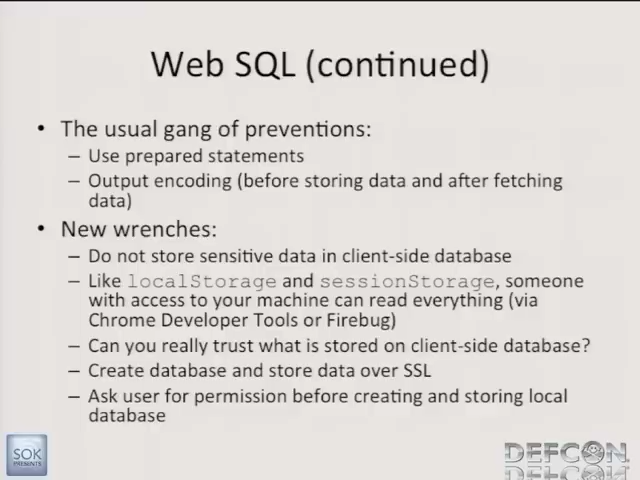 Web SQL (continued)
• The usual gang of preventions:
– Use prepared statements
– Output encoding (before storing data and after fetching
data)
• New wrenches:
– Do not store sensitive data in client-side database
– Like localStorage and sessionStorage, someone
with access to your machine can read everything (via
Chrome Developer Tools or Firebug)
– Can you really trust what is stored on client-side database?
– Create database and store data over SSL
– Ask user for permission before creating and storing local
database
SOK
PRESENTS
DEFCON